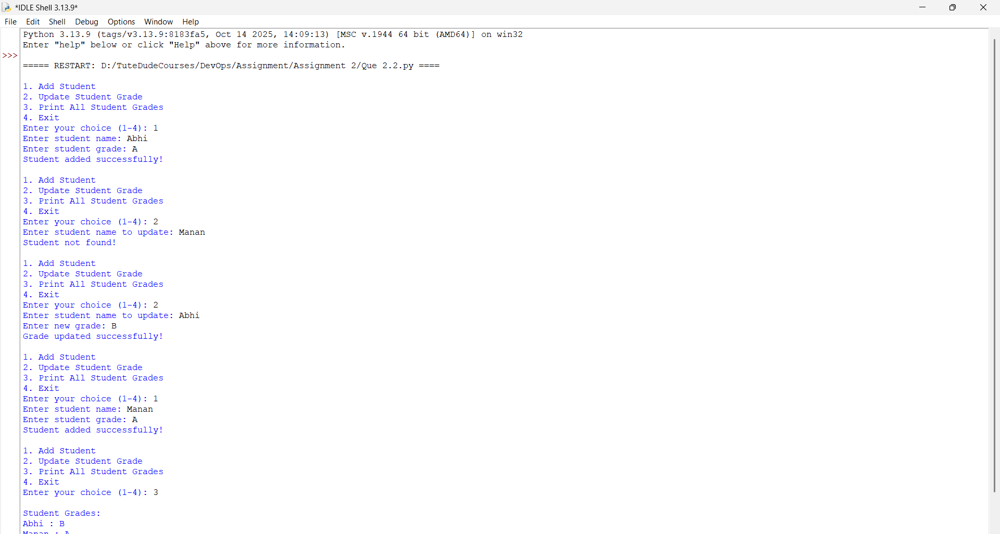 *IDLE Shell 3.13.9*
File Edit Shell Debug Options Window Help
Python 3.13.9 (tags/v3.13.9:8183fa5, Oct 14 2025, 14:09:13) [MSC v.1944 64 bit (AMD64)] on win32
Enter "help" below or click "Help" above for more information.
>>>
===== RESTART: D:/TuteDudeCourses/DevOps/Assignment/Assignment 2/Que 2.2.py ====
1. Add Student
2. Update Student Grade
3. Print All Student Grades
4. Exit
Enter your choice (1-4): 1
Enter student name: Abhi
Enter student grade: A
Student added successfully!
1. Add Student
2. Update Student Grade
3. Print All Student Grades
4. Exit
Enter your choice (1-4): 2
Enter student name to update: Manan
Student not found!
1. Add Student
2. Update Student Grade
3. Print All Student Grades
4. Exit
Enter your choice (1-4): 2
Enter student name to update: Abhi
Enter new grade: B
Grade updated successfully!
1. Add Student
2. Update Student Grade
3. Print All Student Grades
4. Exit
Enter your choice (1-4): 1
Enter student name: Manan
Enter student grade: A
Student added successfully!
1. Add Student
2. Update Student Grade
3. Print All Student Grades
4. Exit
Enter your choice (1-4): 3
Student Grades:
Abhi : B
Manan : A